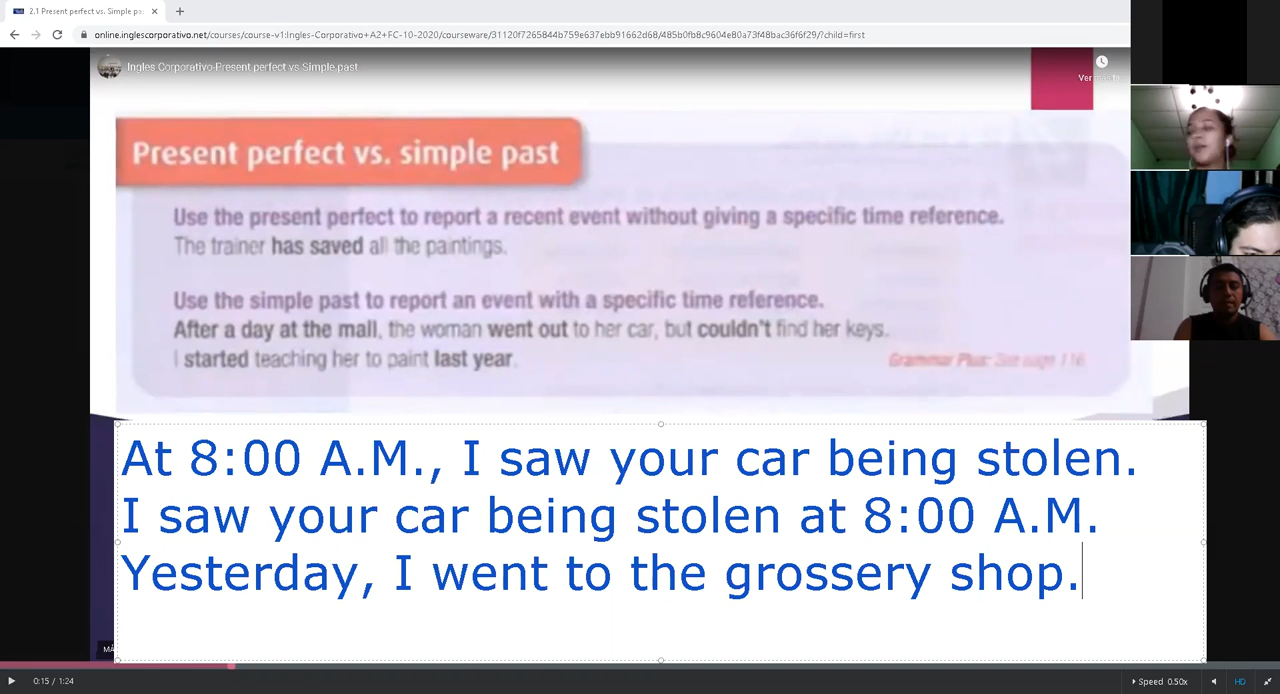 2.1 Present perfect vs. Simple pa
online.inglescorporativo.net/courses/course-v1:Ingles-Corporativo+A2+FC-10-2020/courseware/31120f7265844b759e637ebb91662d68/485b0fb8c9604e80a73f48bac36f6f29/?child=first
Ingles Corporativo-Present perfect vs Simple past
Ver
Present perfect vs. simple past
Use the present perfect to report a recent event without giving a specific time reference.
The trainer has saved all the paintings.
Use the simple past to report an event with a specific time reference.
After a day at the mall, the woman went out to her car, but couldn't find her keys.
I started teaching her to paint last year.
Grammar Plus: See page 116
At 8:00 A.M., I saw your car being stolen.
I saw your car being stolen at 8:00 A.M.
Yesterday, I went to the grossery shop.
0:15 / 1:24
Speed 0.50x
HD